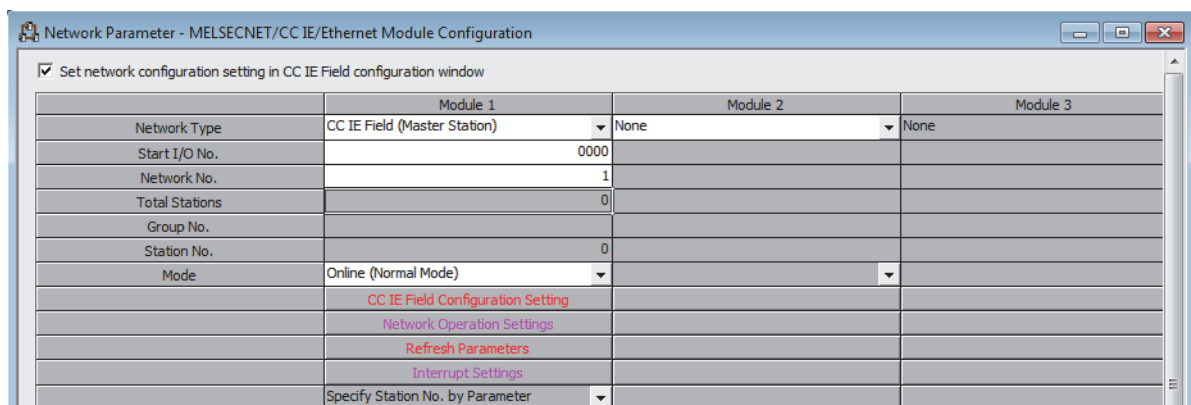 Network Parameter - MELSECNET/CC IE/Ethernet Module Configuration
Set network configuration setting in CC IE Field configuration window
Module 1 Module 2 Module 3
Network Type CC IE Field (Master Station) None None
Start I/O No. 0000
Network No. 1
Total Stations 0
Group No.
Station No. 0
Mode Online (Normal Mode)
CC IE Field Configuration Setting
Network Operation Settings
Refresh Parameters
Interrupt Settings
Specify Station No. by Parameter